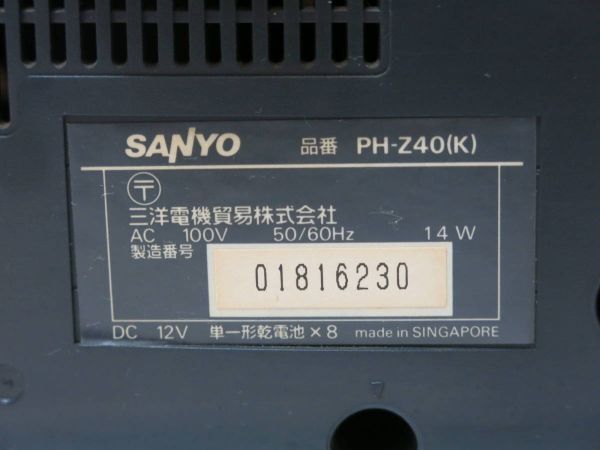 SANYO 品番 PH-Z40(K)
〒
三洋電機貿易株式会社
AC 100V 50/60Hz 14W
製造番号
01816230
DC 12V 単一形乾電池×8 made in SINGAPORE